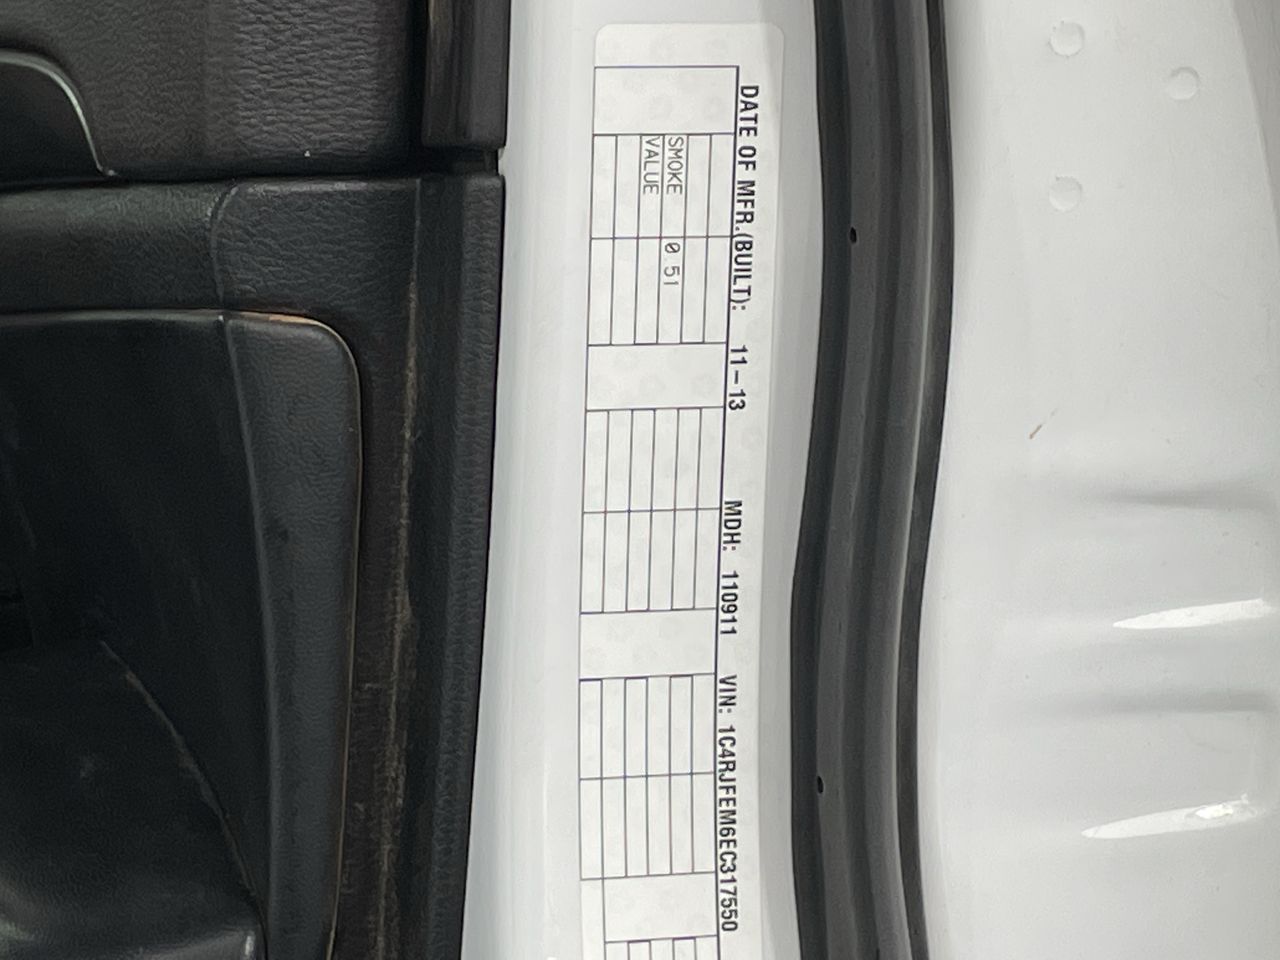 DATE OF MFR.(BUILT): 11-13 MDH: 110911 VIN: 1C4RJFEM6EC317550
SMOKE 0.51
VALUE